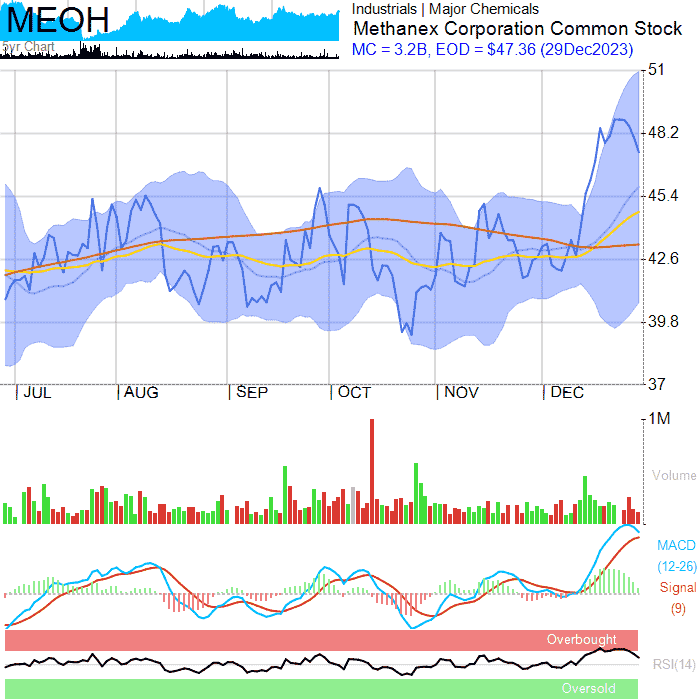 MEOH
5yr Chart
Industrials | Major Chemicals
Methanex Corporation Common Stock
MC = 3.2B, EOD = $47.36 (29Dec2023)
51
48.2
45.4
42.6
39.8
37
JUL
AUG
SEP
OCT
NOV
DEC
1M
Volume
MACD
(12-26)
Signal
(9)
Overbought
RSI(14)
Oversold